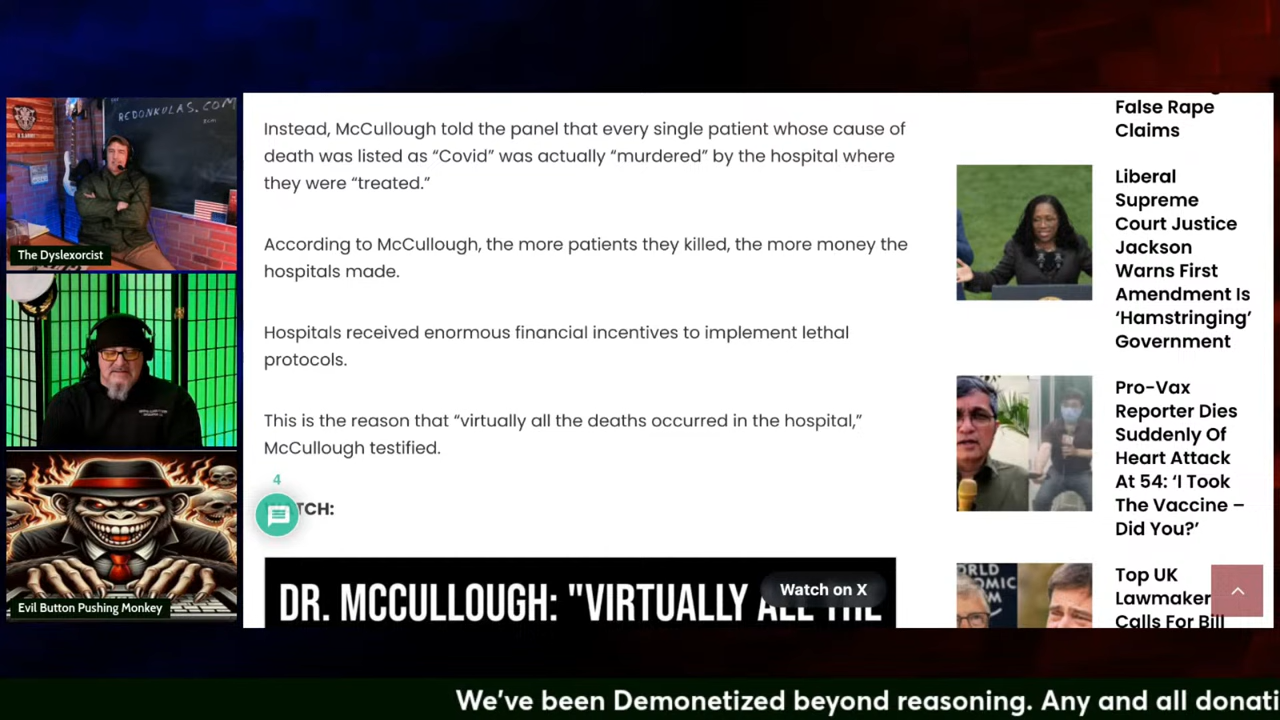 RCDONKULAS.COM
The Dyslexorcist
Evil Button Pushing Monkey
Instead, McCullough told the panel that every single patient whose cause of
death was listed as “Covid” was actually “murdered” by the hospital where
they were “treated.”
According to McCullough, the more patients they killed, the more money the
hospitals made.
Hospitals received enormous financial incentives to implement lethal
protocols.
This is the reason that “virtually all the deaths occurred in the hospital,”
McCullough testified.
4
TCH:
DR. MCCULLOUGH: "VIRTUALLY ALL THE
Watch on X
False Rape
Claims
Liberal
Supreme
Court Justice
Jackson
Warns First
Amendment Is
‘Hamstringing’
Government
Pro-Vax
Reporter Dies
Suddenly Of
Heart Attack
At 54: ‘I Took
The Vaccine –
Did You?’
Top UK
Lawmaker
Calls For Bill
We’ve been Demonetized beyond reasoning. Any and all donati